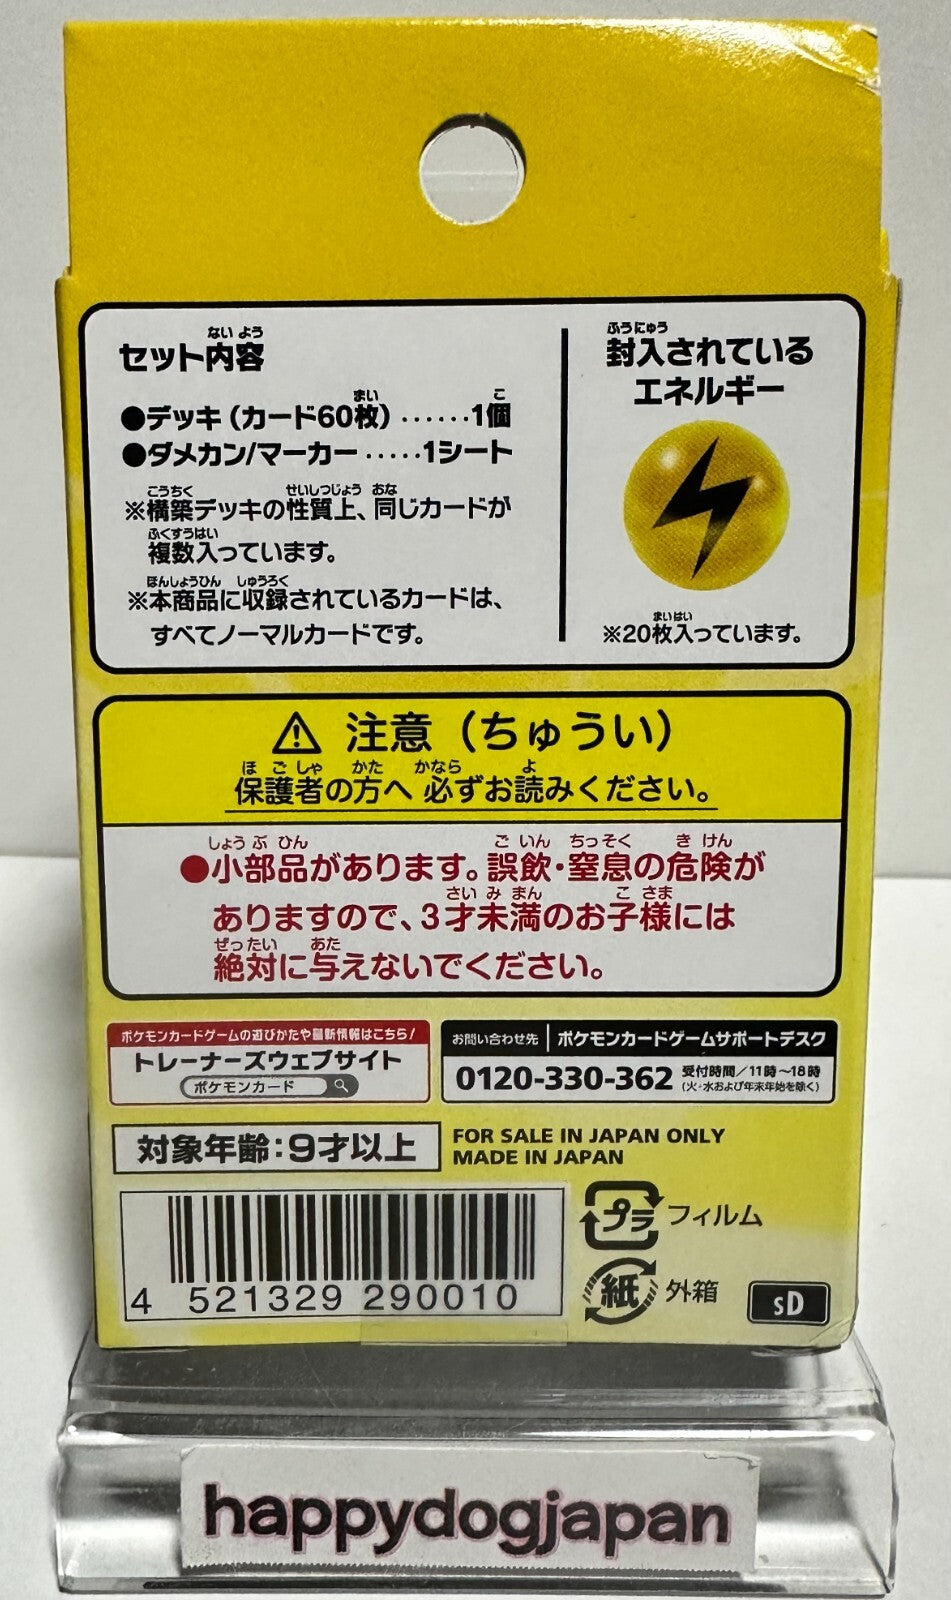 セット内容
●デッキ（カード60枚）……1個
●ダメカン/マーカー……1シート
※構築デッキの性質上、同じカードが
複数入っています。
※本商品に収録されているカードは、
すべてノーマルカードです。
封入されている
エネルギー
※20枚入っています。
⚠ 注意（ちゅうい）
保護者の方へ 必ずお読みください。
●小部品があります。誤飲・窒息の危険が
ありますので、3才未満のお子様には
絶対に与えないでください。
ポケモンカードゲームの遊びかたや最新情報はこちら!
トレーナーズウェブサイト
ポケモンカード
お問い合わせ先 ポケモンカードゲームサポートデスク
0120-330-362 受付時間/11時〜18時
(火・水および年末年始を除く)
対象年齢:9才以上
FOR SALE IN JAPAN ONLY
MADE IN JAPAN
4 521329 290010
プラ フィルム
紙 外箱
sD
happydogjapan